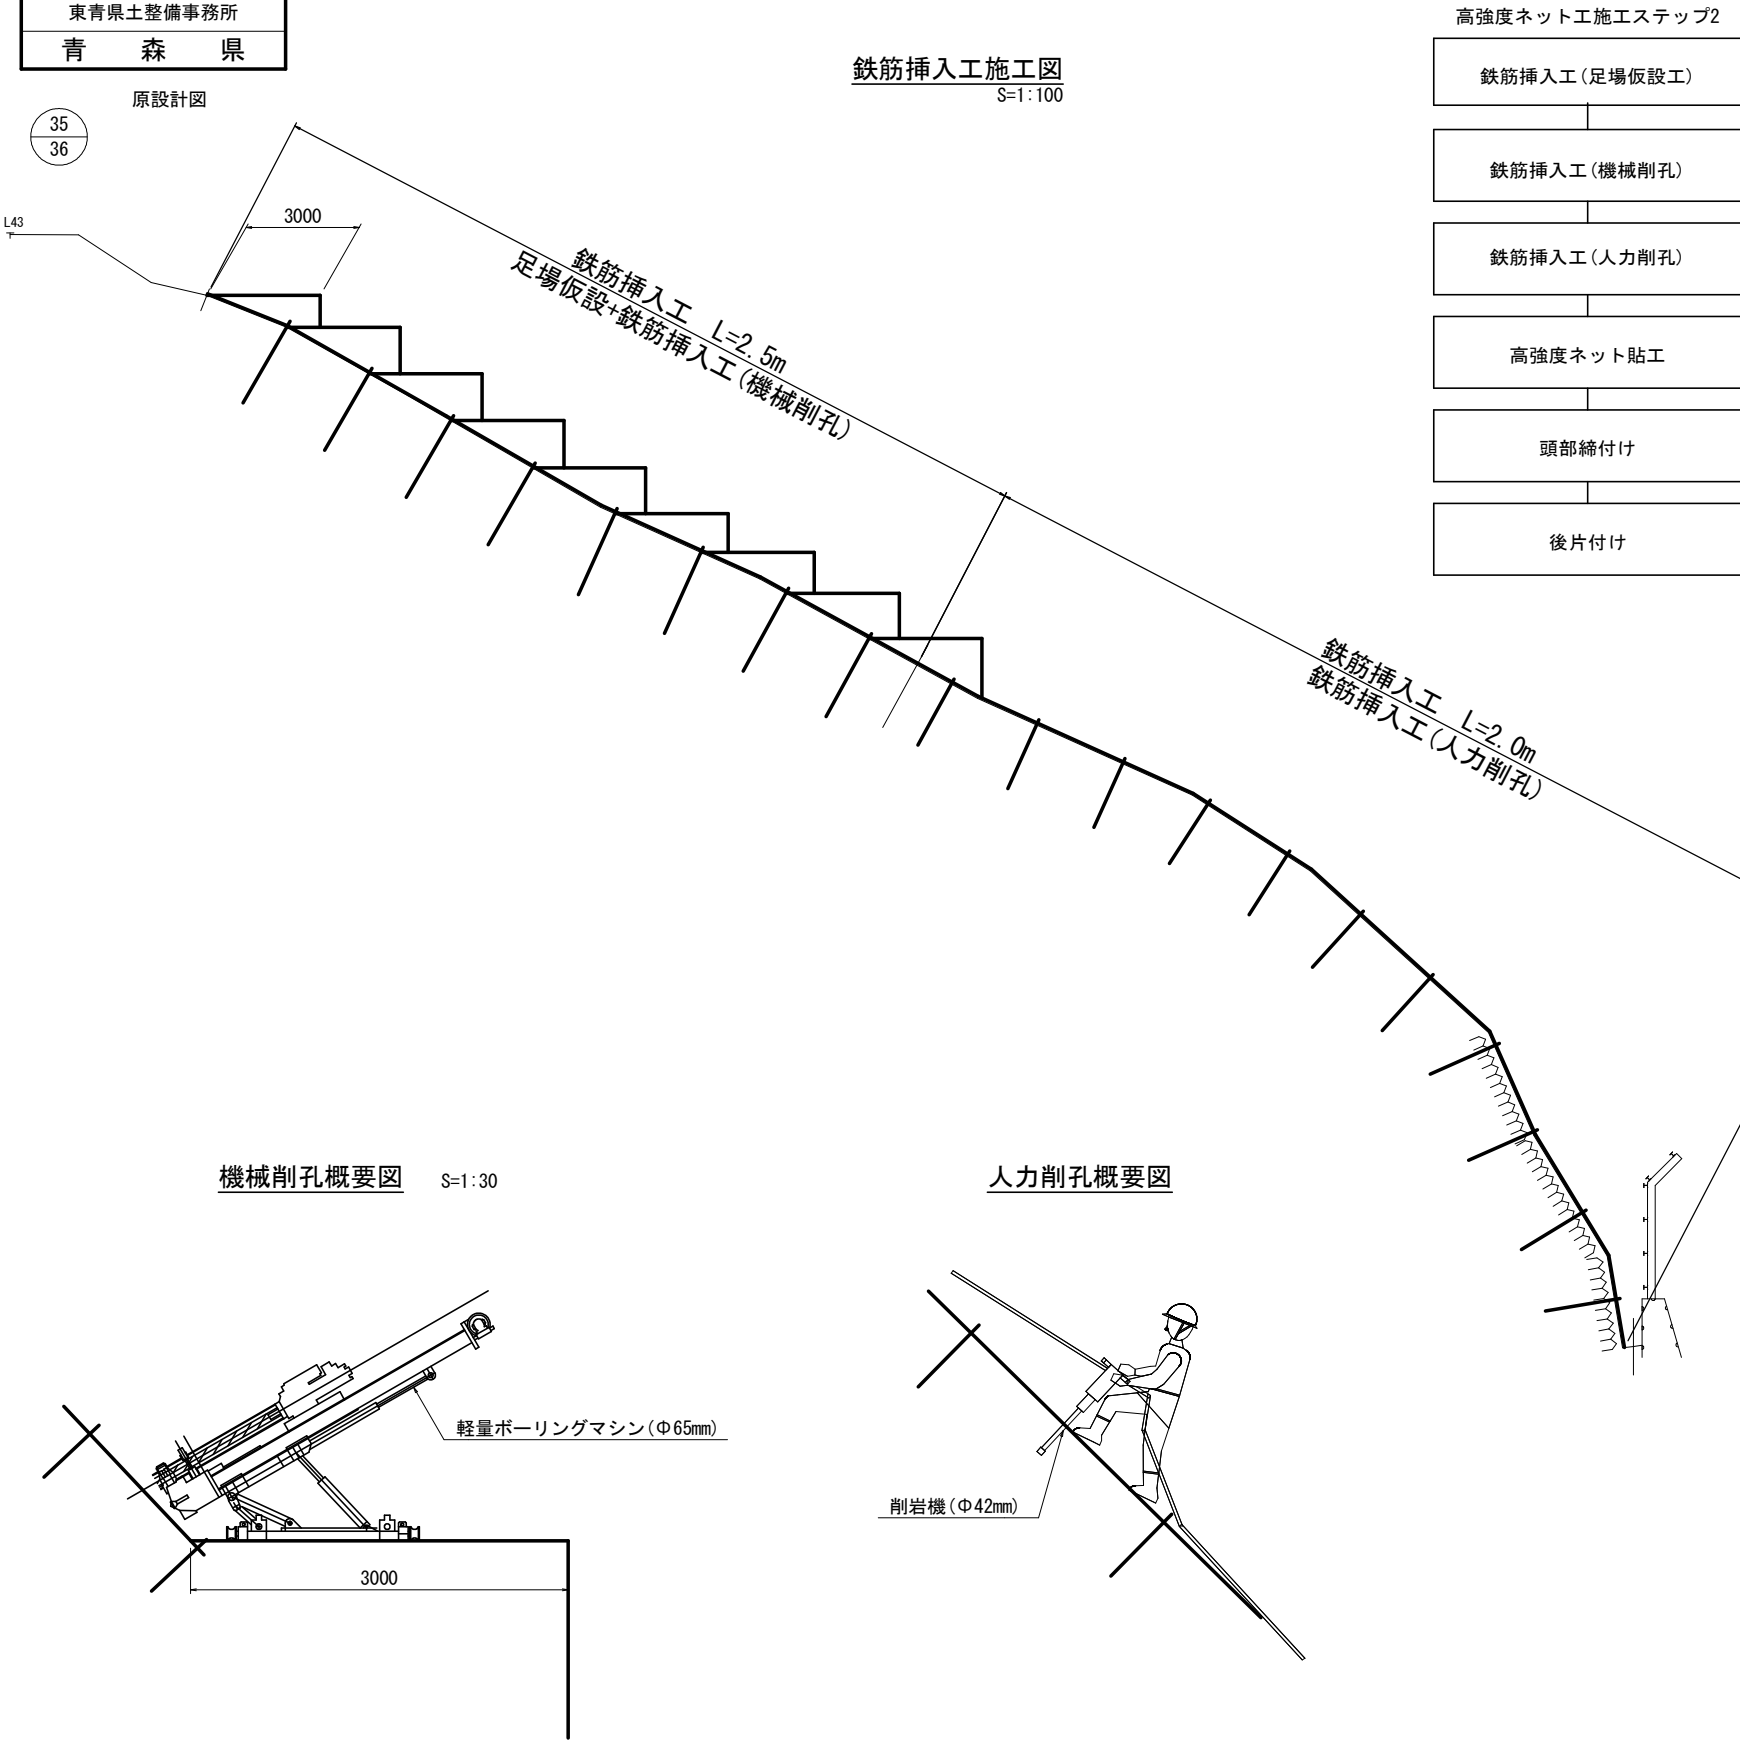 東青県土整備事務所
青 森 県
原設計図
35
36
鉄筋挿入工施工図
S=1:100
高強度ネット工施工ステップ2
鉄筋挿入工(足場仮設工)
鉄筋挿入工(機械削孔)
鉄筋挿入工(人力削孔)
高強度ネット貼工
頭部締付け
後片付け
L43
3000
鉄筋挿入工 L=2.5m
足場仮設+鉄筋挿入工(機械削孔)
鉄筋挿入工 L=2.0m
鉄筋挿入工(人力削孔)
機械削孔概要図 S=1:30
軽量ボーリングマシン(Φ65mm)
3000
人力削孔概要図
削岩機(Φ42mm)